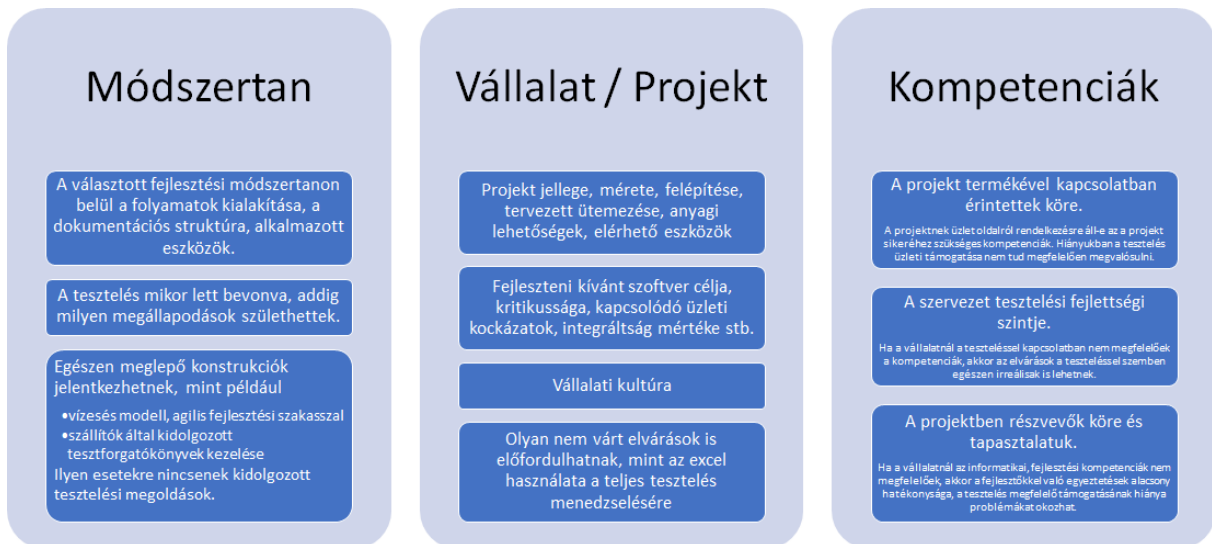 Módszertan
A választott fejlesztési módszertanon
belül a folyamatok kialakítása, a
dokumentációs struktúra, alkalmazott
eszközök.
A tesztelés mikor lett bevonva, addig
milyen megállapodások születhettek.
Egészen meglepő konstrukciók
jelentkezhetnek, mint például
•vízesés modell, agilis fejlesztési szakasszal
•szállítók által kidolgozott
tesztforgatókönyvek kezelése
Ilyen esetekre nincsenek kidolgozott
tesztelési megoldások.
Vállalat / Projekt
Projekt jellege, mérete, felépítése,
tervezett ütemezése, anyagi
lehetőségek, elérhető eszközök
Fejleszteni kívánt szoftver célja,
kritikussága, kapcsolódó üzleti
kockázatok, integráltság mértéke stb.
Vállalati kultúra
Olyan nem várt elvárások is
előfordulhatnak, mint az excel
használata a teljes tesztelés
menedzselésére
Kompetenciák
A projekt termékével kapcsolatban
érintettek köre.
A projektnek üzlet oldalról rendelkezésre áll-e az a projekt
sikeréhez szükséges kompetenciák. Hiányukban a tesztelés
üzleti támogatása nem tud megfelelően megvalósulni.
A szervezet tesztelési fejlettségi
szintje.
Ha a vállalatnál a teszteléssel kapcsolatban nem megfelelőek
a kompetenciák, akkor az elvárások a teszteléssel szemben
egészen irreálisak is lehetnek.
A projektben részvevők köre és
tapasztalatuk.
Ha a vállalatnál az informatikai, fejlesztési kompetenciák nem
megfelelőek, akkor a fejlesztőkkel való egyeztetések alacsony
hatékonysága, a tesztelés megfelelő támogatásának hiánya
problémákat okozhat.